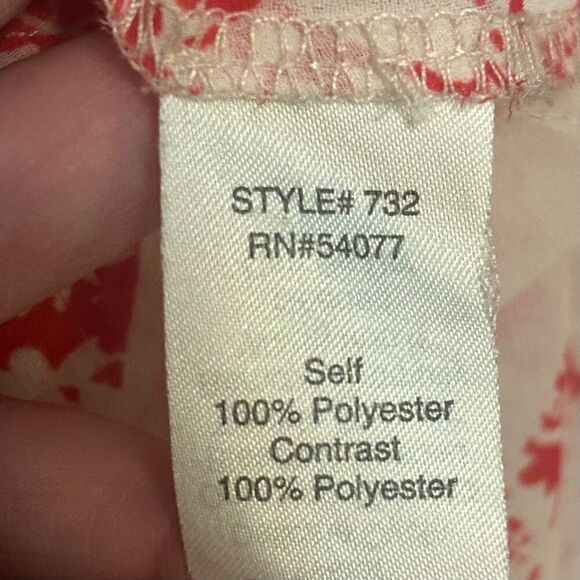 STYLE# 732
RN#54077
Self
100% Polyester
Contrast
100% Polyester